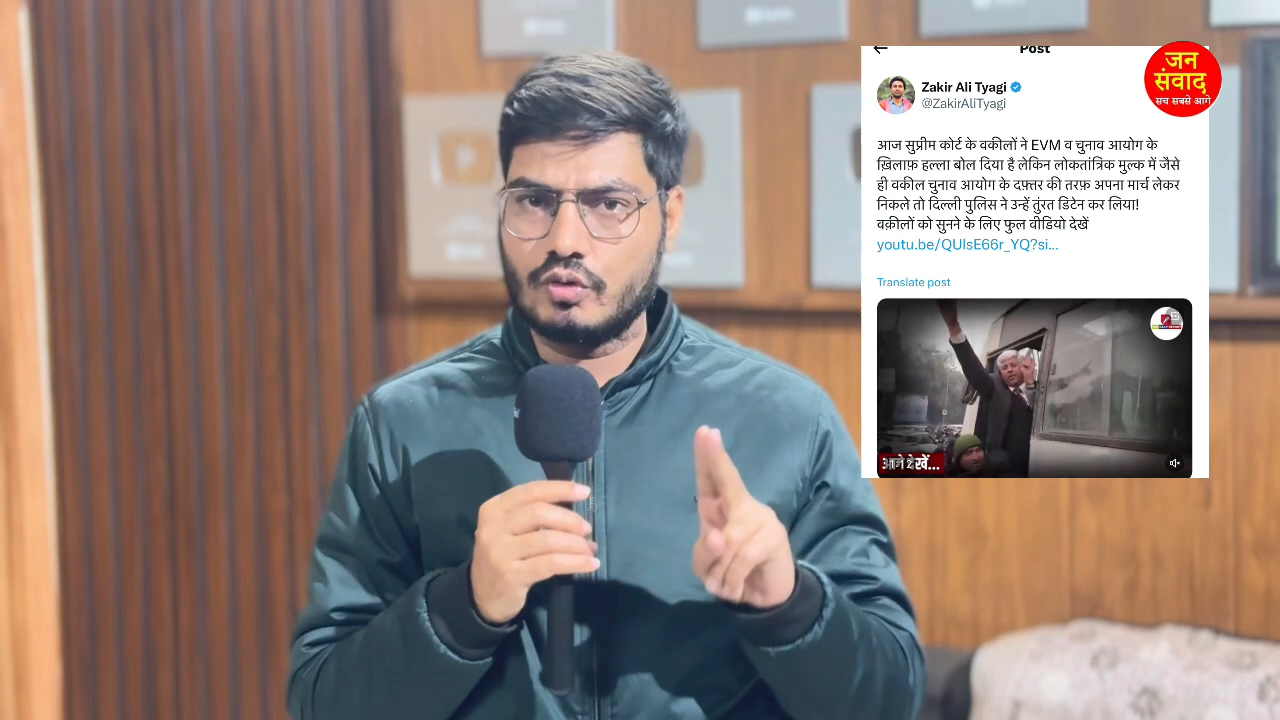 Post
Zakir Ali Tyagi
@ZakirAliTyagi
आज सुप्रीम कोर्ट के वकीलों ने EVM व चुनाव आयोग के
ख़िलाफ़ हल्ला बोल दिया है लेकिन लोकतांत्रिक मुल्क में जैसे
ही वकील चुनाव आयोग के दफ़्तर की तरफ़ अपना मार्च लेकर
निकले तो दिल्ली पुलिस ने उन्हें तुंरत डिटेन कर लिया!
वक़ीलों को सुनने के लिए फुल वीडियो देखें
youtu.be/QUIsE66r_YQ?si...
Translate post
जन
संवाद
सच सबसे आगे